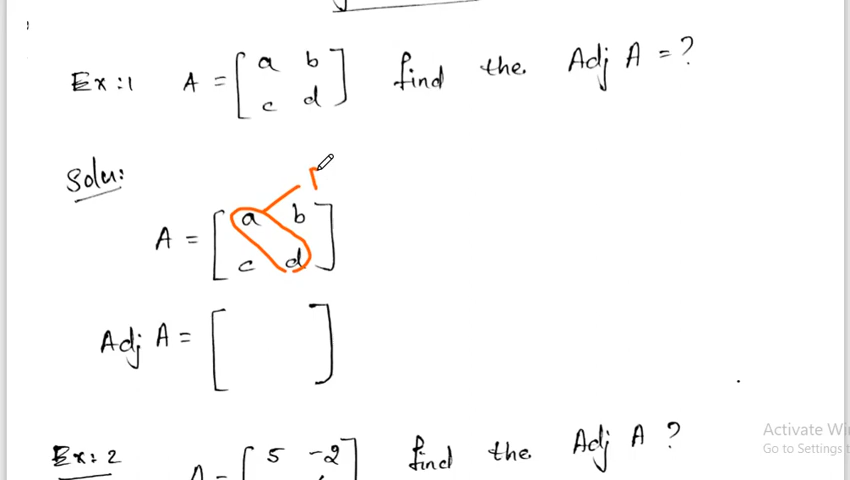 Ex:1 A = [a b c d] find the Adj A = ?
Solu:
A = [a b c d]
Adj A = [ ]
Ex: 2 A = [5 -2 find the Adj A ?
Activate Wi
Go to Settings t